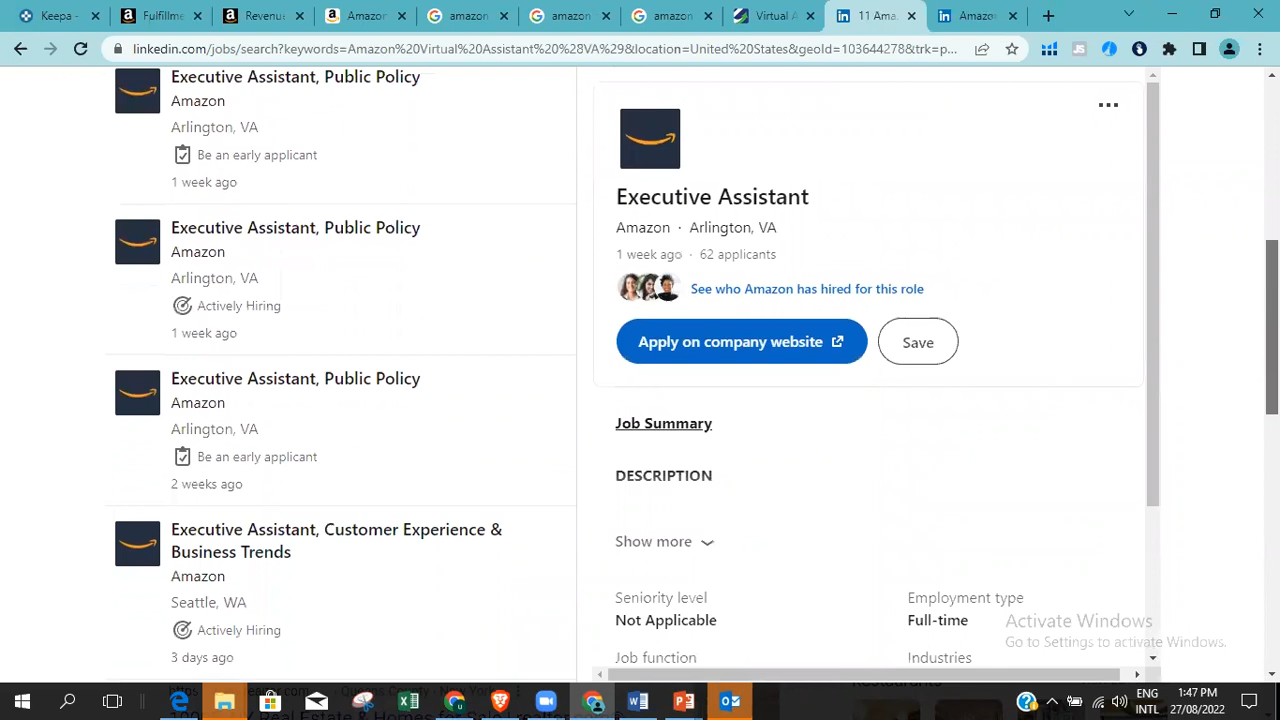 Keepa -
Fulfillme
Revenue
Amazon
amazon
amazon
amazon
Virtual A
11 Ama
Amazon
linkedin.com/jobs/search?keywords=Amazon%20Virtual%20Assistant%20%28VA%29&location=United%20States&geoId=103644278&trk=p...
Executive Assistant, Public Policy
Amazon
Arlington, VA
Be an early applicant
1 week ago
Executive Assistant, Public Policy
Amazon
Arlington, VA
Actively Hiring
1 week ago
Executive Assistant, Public Policy
Amazon
Arlington, VA
Be an early applicant
2 weeks ago
Executive Assistant, Customer Experience &
Business Trends
Amazon
Seattle, WA
Actively Hiring
3 days ago
Executive Assistant
Amazon · Arlington, VA
1 week ago · 62 applicants
See who Amazon has hired for this role
Apply on company website
Save
Job Summary
DESCRIPTION
Show more
Seniority level
Not Applicable
Employment type
Full-time
Job function
Industries
Activate Windows
Go to Settings to activate Windows.
ENG
INTL
1:47 PM
27/08/2022